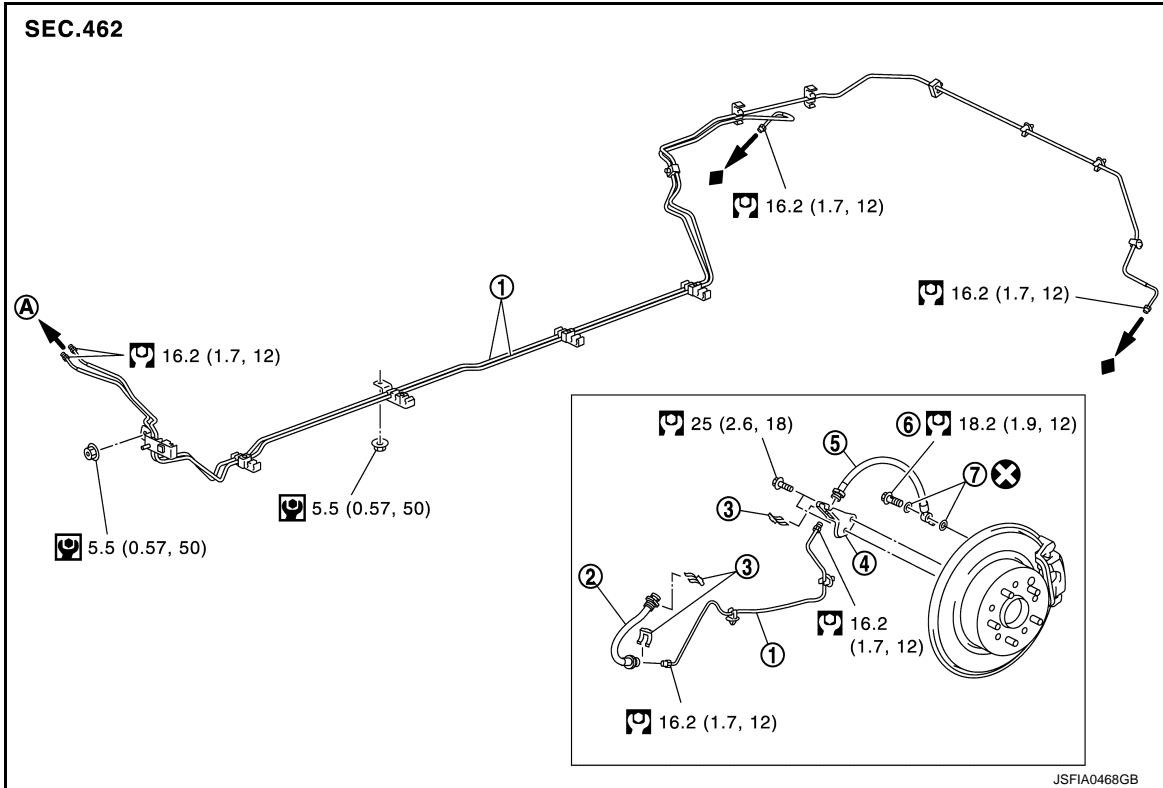 SEC.462
16.2 (1.7, 12)
16.2 (1.7, 12)
1
A
16.2 (1.7, 12)
25 (2.6, 18)
6
18.2 (1.9, 12)
5
7
5.5 (0.57, 50)
3
5.5 (0.57, 50)
4
2
3
16.2
(1.7, 12)
1
16.2 (1.7, 12)
JSFIA0468GB